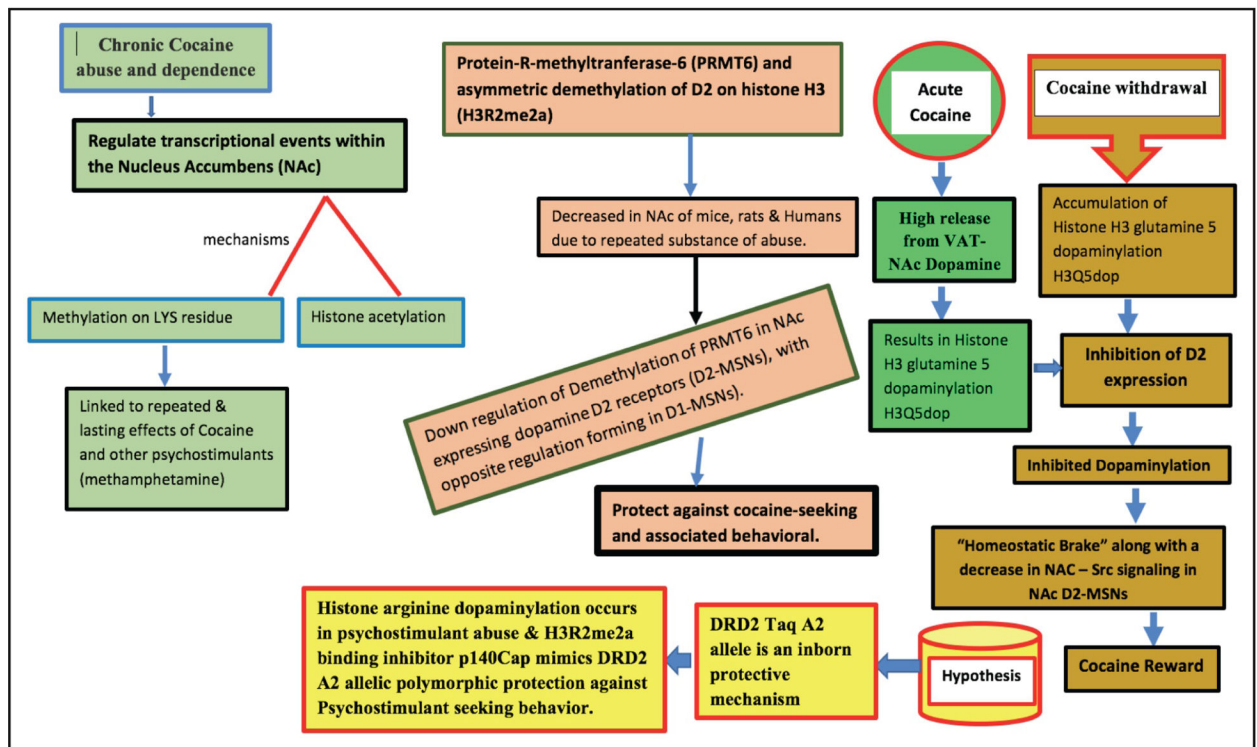 Chronic Cocaine
abuse and dependence
Regulate transcriptional events within
the Nucleus Accumbens (NAc)
mechanisms
Methylation on LYS residue
Histone acetylation
Linked to repeated &
lasting effects of Cocaine
and other psychostimulants
(methamphetamine)
Protein-R-methyltranferase-6 (PRMT6) and
asymmetric demethylation of D2 on histone H3
(H3R2me2a)
Decreased in NAc of mice, rats & Humans
due to repeated substance of abuse.
Down regulation of Demethylation of PRMT6 in NAc
expressing dopamine D2 receptors (D2-MSNs), with
opposite regulation forming in D1-MSNs).
Protect against cocaine-seeking
and associated behavioral.
Acute
Cocaine
High release
from VAT-
NAc Dopamine
Results in Histone
H3 glutamine 5
dopaminylation
H3Q5dop
Cocaine withdrawal
Accumulation of
Histone H3 glutamine 5
dopaminylation
H3Q5dop
Inhibition of D2
expression
Inhibited Dopaminylation
"Homeostatic Brake" along with a
decrease in NAC – Src signaling in
NAc D2-MSNs
Cocaine Reward
Hypothesis
DRD2 Taq A2
allele is an inborn
protective
mechanism
Histone arginine dopaminylation occurs
in psychostimulant abuse & H3R2me2a
binding inhibitor p140Cap mimics DRD2
A2 allelic polymorphic protection against
Psychostimulant seeking behavior.